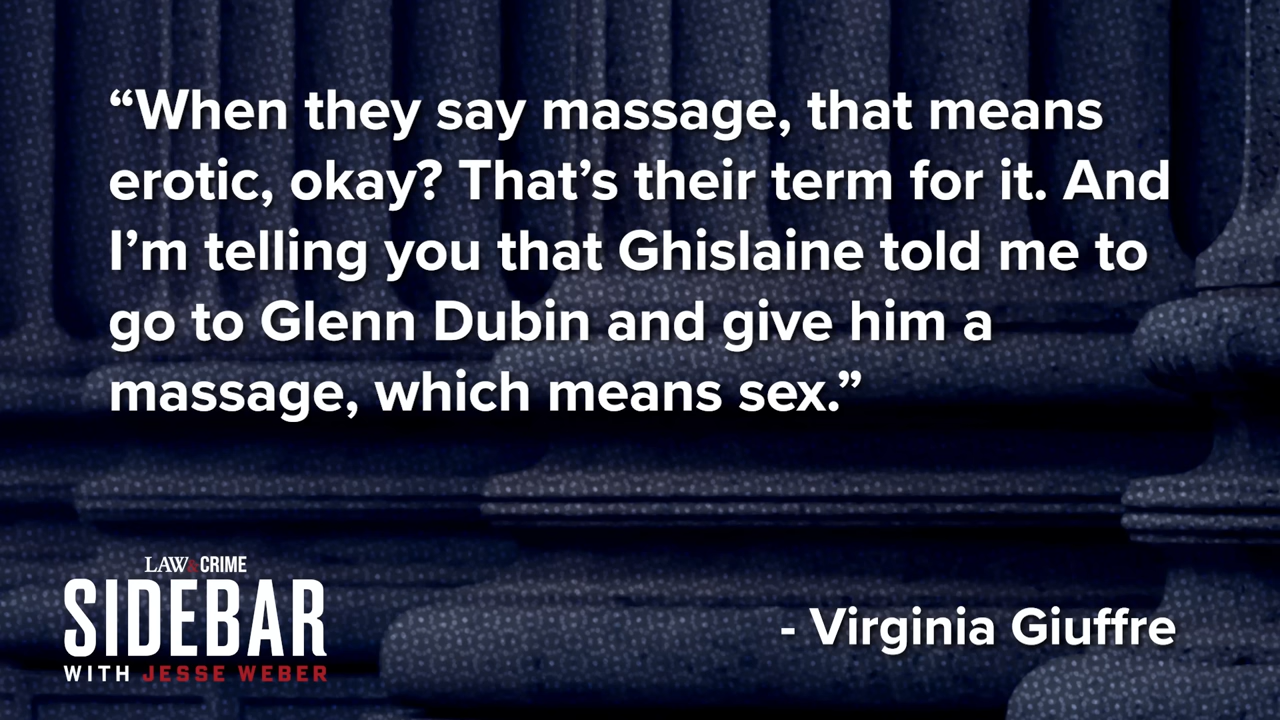 “When they say massage, that means
erotic, okay? That’s their term for it. And
I’m telling you that Ghislaine told me to
go to Glenn Dubin and give him a
massage, which means sex.”
LAW&CRIME
SIDEBAR
WITH JESSE WEBER
- Virginia Giuffre